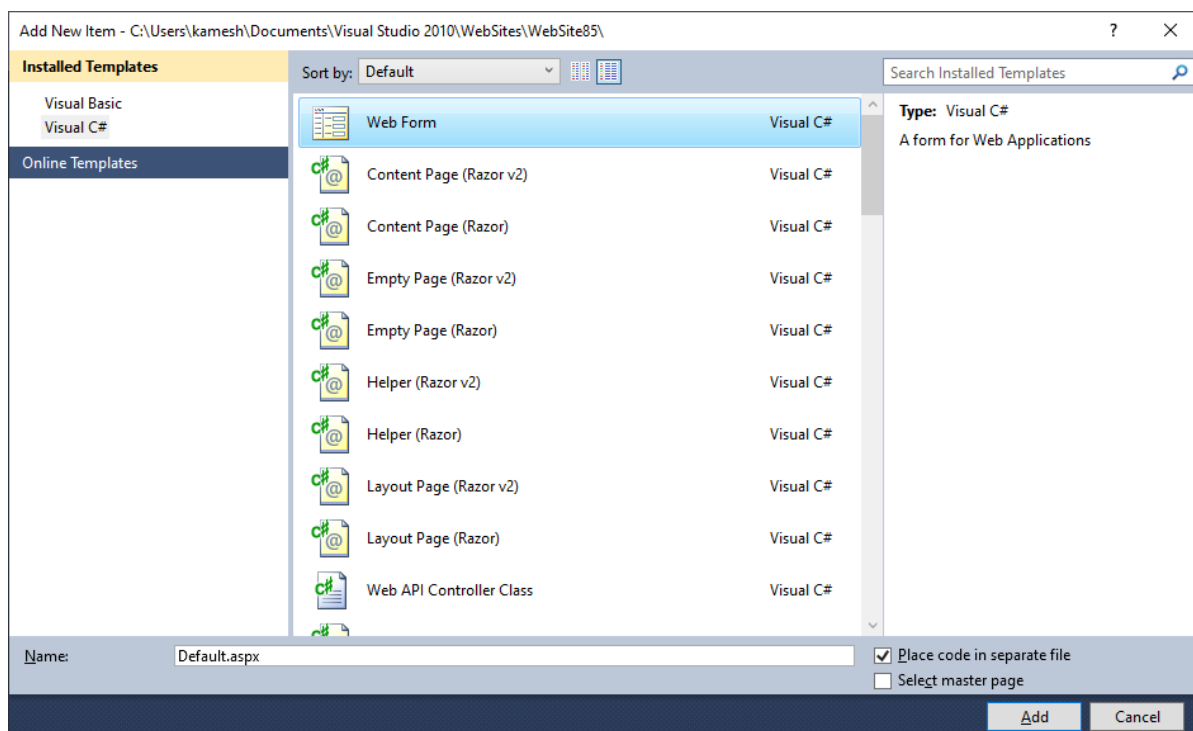 Add New Item - C:\Users\kamesh\Documents\Visual Studio 2010\WebSites\WebSite85\
?
Installed Templates
Visual Basic
Visual C#
Online Templates
Sort by: Default
Search Installed Templates
Web Form Visual C#
Content Page (Razor v2) Visual C#
Content Page (Razor) Visual C#
Empty Page (Razor v2) Visual C#
Empty Page (Razor) Visual C#
Helper (Razor v2) Visual C#
Helper (Razor) Visual C#
Layout Page (Razor v2) Visual C#
Layout Page (Razor) Visual C#
Web API Controller Class Visual C#
Type: Visual C#
A form for Web Applications
Name: Default.aspx
Place code in separate file
Select master page
Add Cancel